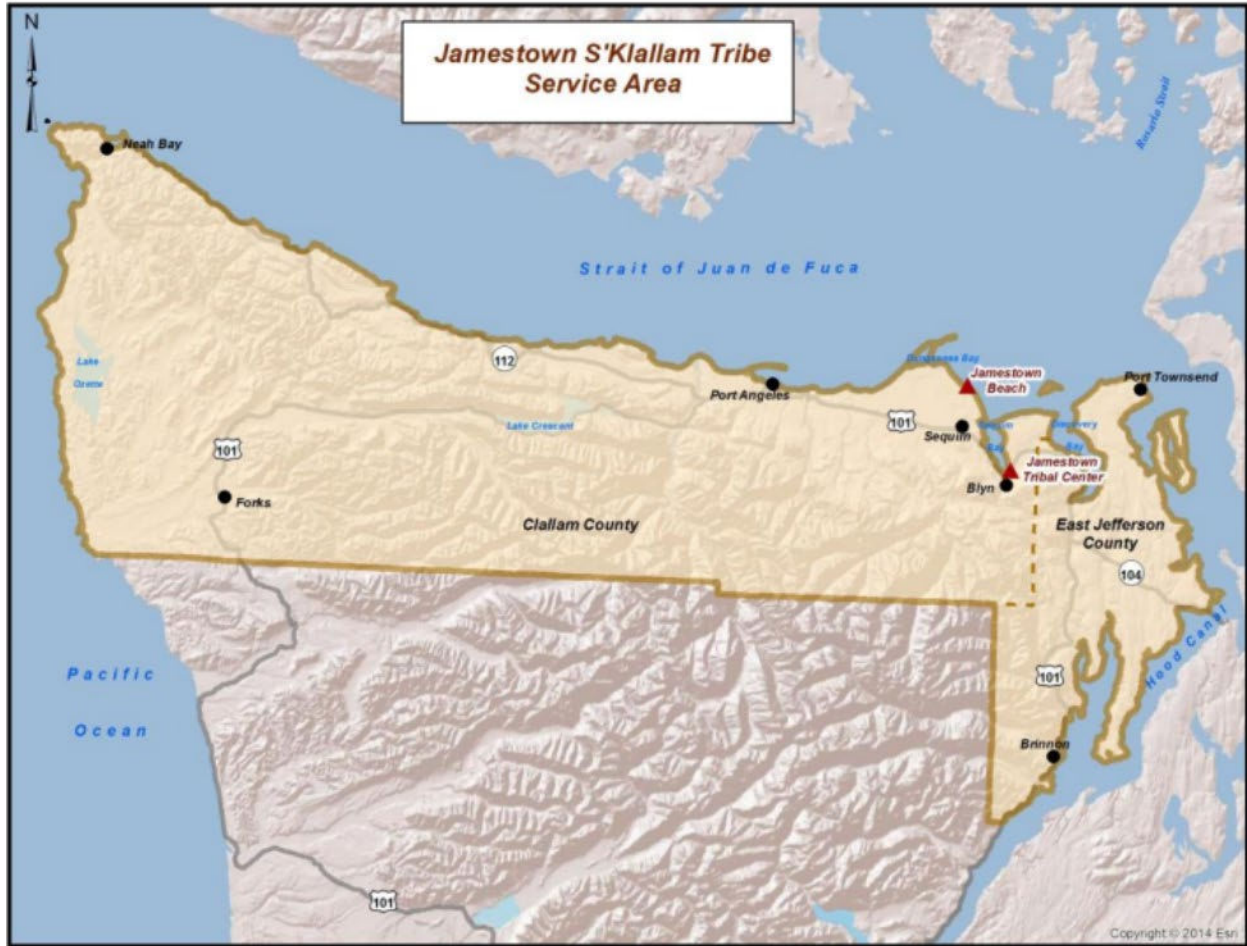 Jamestown S'Klallam Tribe
Service Area
N
Rosario Strait
Neah Bay
Strait of Juan de Fuca
Lake
Ozette
112
Port Angeles
Dungeness Bay
Jamestown
Beach
Port Townsend
Lake Crescent
101
101
Sequim
Sequim
Bay
Discovery
Bay
Jamestown
Tribal Center
Blyn
Forks
Clallam County
East Jefferson
County
104
Hood Canal
Pacific
Ocean
101
Brinnon
101
Copyright © 2014 Esri